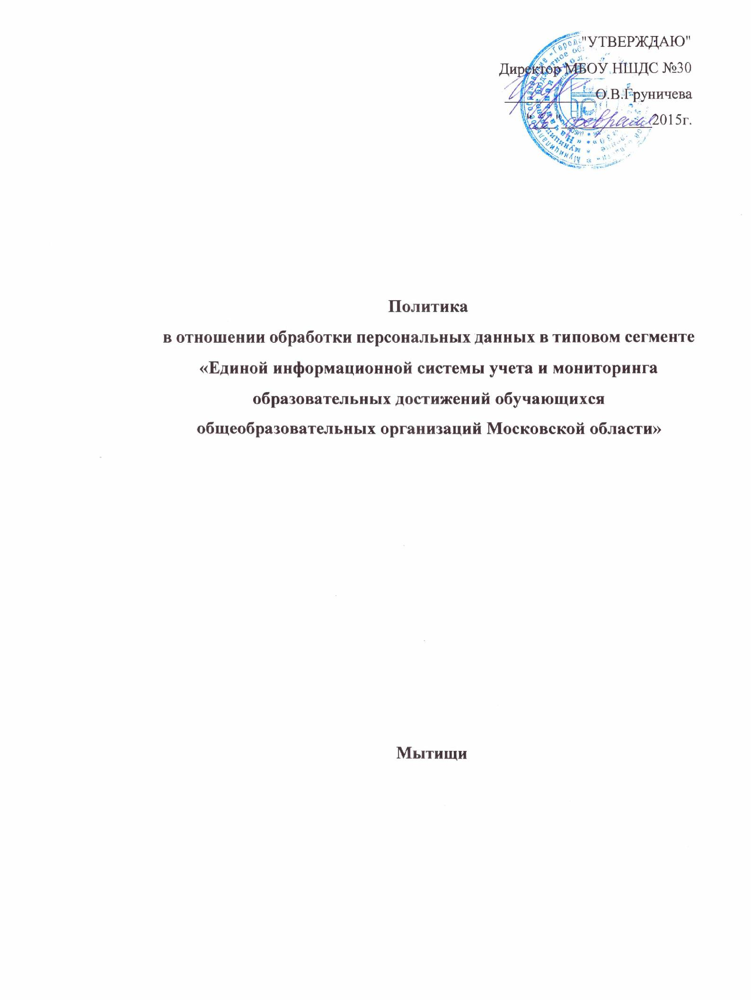 "УТВЕРЖДАЮ"
Директор МБОУ НШДС №30
О.В.Груничева
" " февраля 2015г.
Политика
в отношении обработки персональных данных в типовом сегменте
«Единой информационной системы учета и мониторинга
образовательных достижений обучающихся
общеобразовательных организаций Московской области»
Мытищи